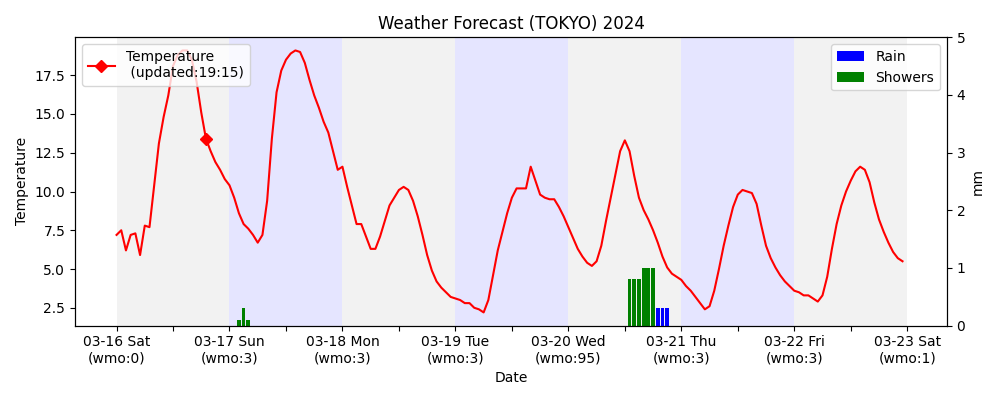 Weather Forecast (TOKYO) 2024
Temperature
(updated:19:15)
Rain
Showers
17.5
15.0
12.5
10.0
7.5
5.0
2.5
Temperature
5
4
3
2
1
0
mm
03-16 Sat
(wmo:0)
03-17 Sun
(wmo:3)
03-18 Mon
(wmo:3)
03-19 Tue
(wmo:3)
03-20 Wed
(wmo:95)
03-21 Thu
(wmo:3)
03-22 Fri
(wmo:3)
03-23 Sat
(wmo:1)
Date